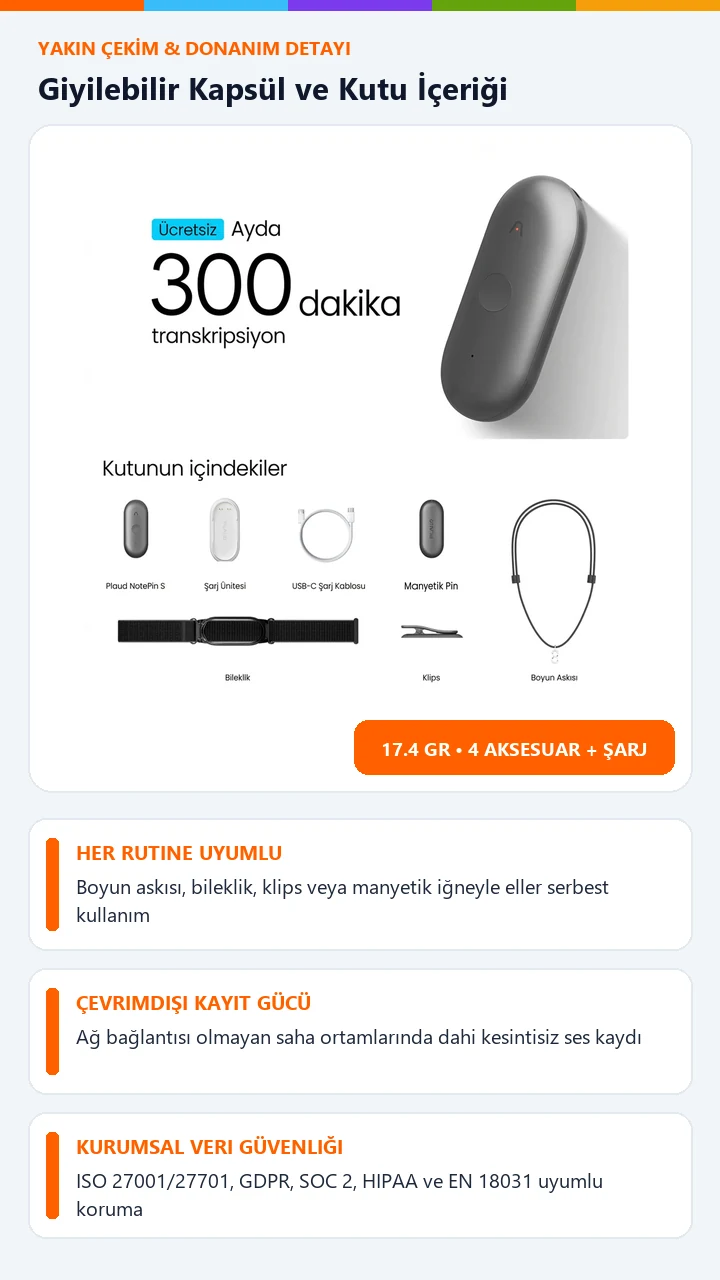 YAKIN ÇEKİM & DONANIM DETAYI
Giyilebilir Kapsül ve Kutu İçeriği
Ücretsiz Ayda
300 dakika
transkripsiyon
Kutunun içindekiler
Plaud NotePin S
Şarj Ünitesi
USB-C Şarj Kablosu
Manyetik Pin
Bileklik
Klips
Boyun Askısı
17.4 GR • 4 AKSESUAR + ŞARJ
HER RUTINE UYUMLU
Boyun askısı, bileklik, klips veya manyetik iğneyle eller serbest
kullanım
ÇEVRIMDIŞI KAYIT GÜCÜ
Ağ bağlantısı olmayan saha ortamlarında dahi kesintisiz ses kaydı
KURUMSAL VERI GÜVENLIĞI
ISO 27001/27701, GDPR, SOC 2, HIPAA ve EN 18031 uyumlu
koruma